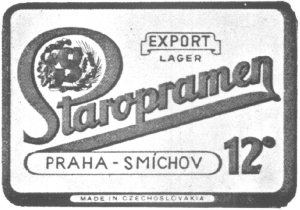 EXPORT
LAGER
Staropramen
PRAHA - SMÍCHOV
12°
MADE IN CZECHOSLOVAKIA